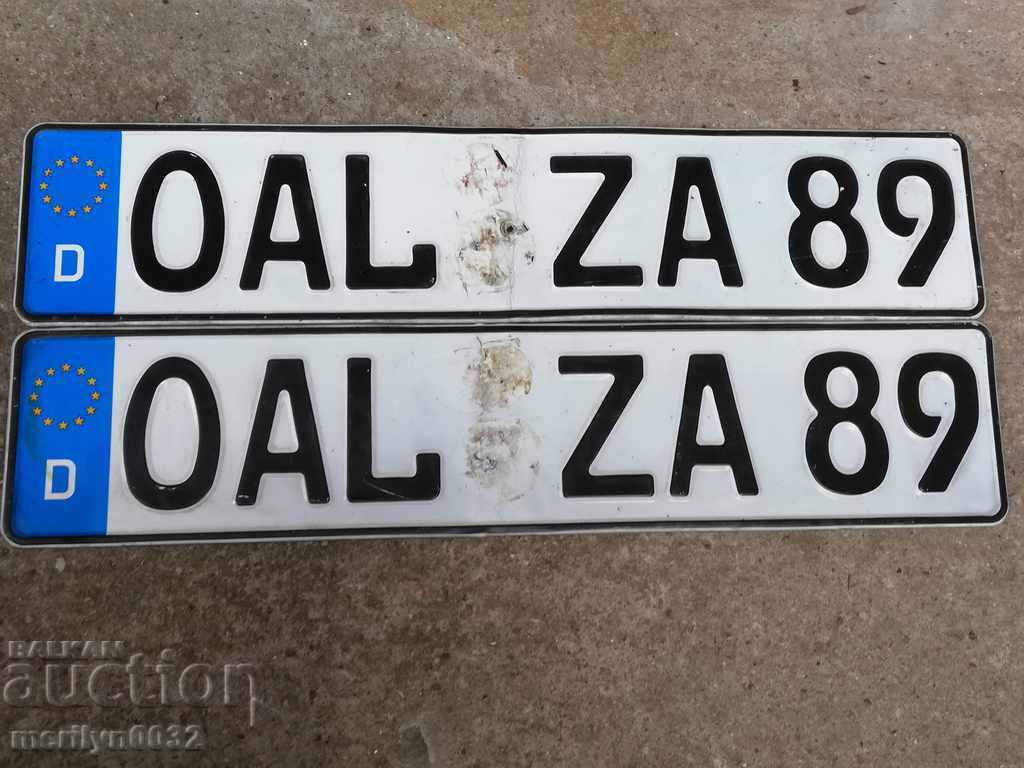 D OAL ZA 89
D OAL ZA 89
BALKAN
auction
merilyn0032